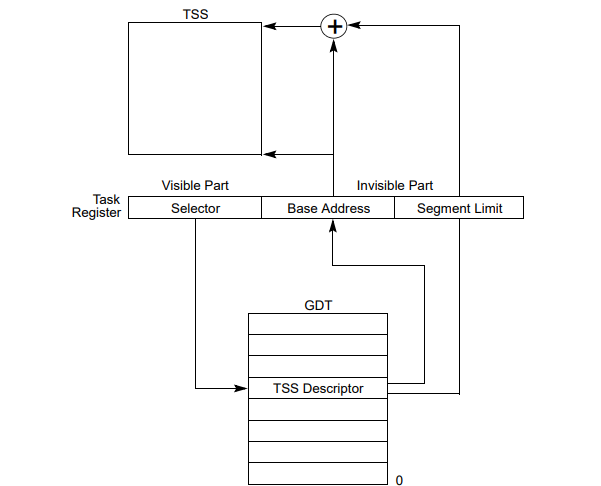 TSS
+
Visible Part
Invisible Part
Task
Register
Selector
Base Address
Segment Limit
GDT
TSS Descriptor
0